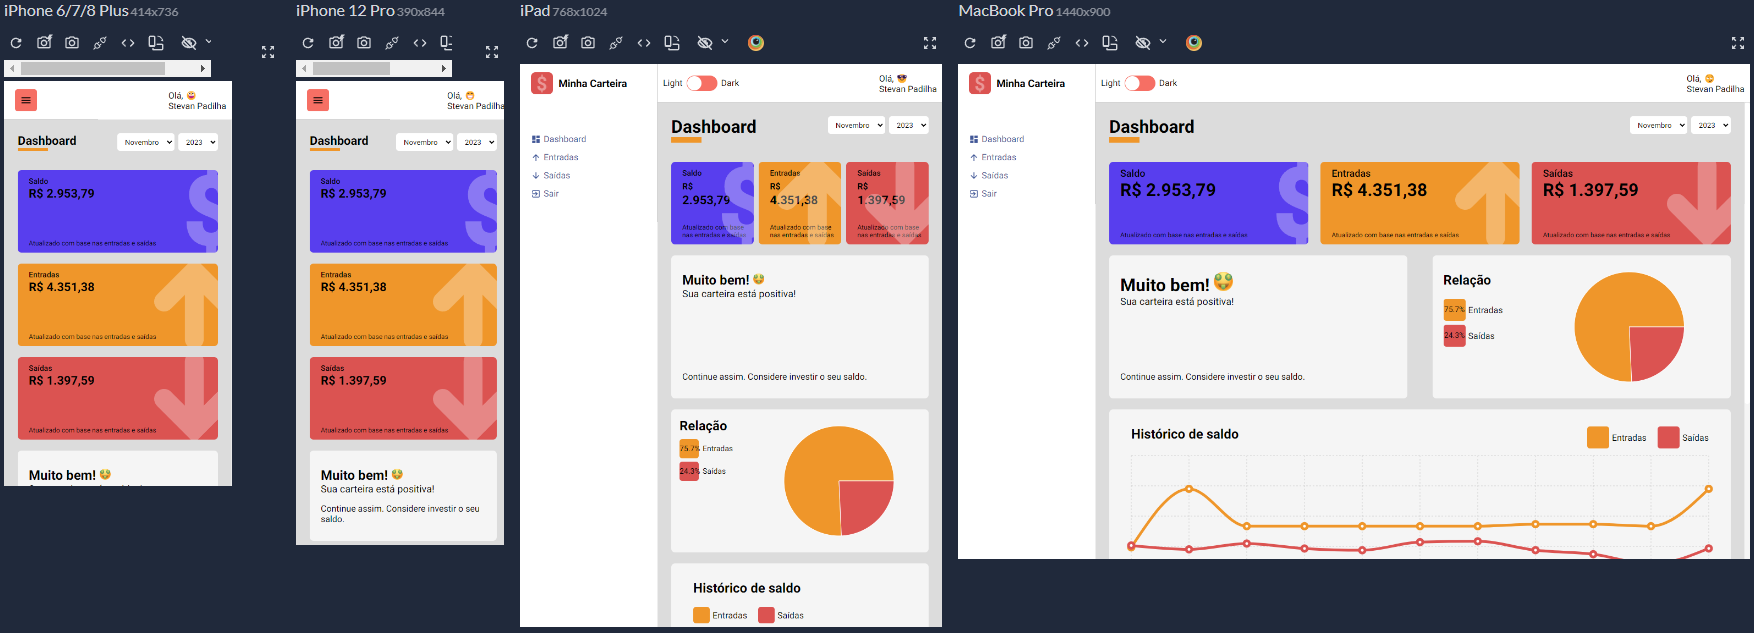 iPhone 6/7/8 Plus 414x736
Olá, 
Stevan Padilha
Dashboard
Novembro
2023
Saldo
R$ 2.953,79
Atualizado com base nas entradas e saídas
Entradas
R$ 4.351,38
Atualizado com base nas entradas e saídas
Saídas
R$ 1.397,59
Atualizado com base nas entradas e saídas
Muito bem!
iPhone 12 Pro 390x844
Olá,
Stevan Padilha
Dashboard
Novembro
2023
Saldo
R$ 2.953,79
Atualizado com base nas entradas e saídas
Entradas
R$ 4.351,38
Atualizado com base nas entradas e saídas
Saídas
R$ 1.397,59
Atualizado com base nas entradas e saídas
Muito bem!
Sua carteira está positiva!
Continue assim. Considere investir o seu
saldo.
iPad 768x1024
$ Minha Carteira
Light Dark
Olá,
Stevan Padilha
Dashboard
Entradas
Saídas
Sair
Dashboard
Novembro
2023
Saldo
R$
2.953,79
Atualizado com base
nas entradas e saídas
Entradas
R$
4.351,38
Atualizado com base
nas entradas e saídas
Saídas
R$
1.397,59
Atualizado com base
nas entradas e saídas
Muito bem!
Sua carteira está positiva!
Continue assim. Considere investir o seu saldo.
Relação
75.7% Entradas
24.3% Saídas
Histórico de saldo
Entradas Saídas
MacBook Pro 1440x900
$ Minha Carteira
Light Dark
Olá,
Stevan Padilha
Dashboard
Entradas
Saídas
Sair
Dashboard
Novembro
2023
Saldo
R$ 2.953,79
Atualizado com base nas entradas e saídas
Entradas
R$ 4.351,38
Atualizado com base nas entradas e saídas
Saídas
R$ 1.397,59
Atualizado com base nas entradas e saídas
Muito bem!
Sua carteira está positiva!
Continue assim. Considere investir o seu saldo.
Relação
75.7% Entradas
24.3% Saídas
Histórico de saldo
Entradas Saídas